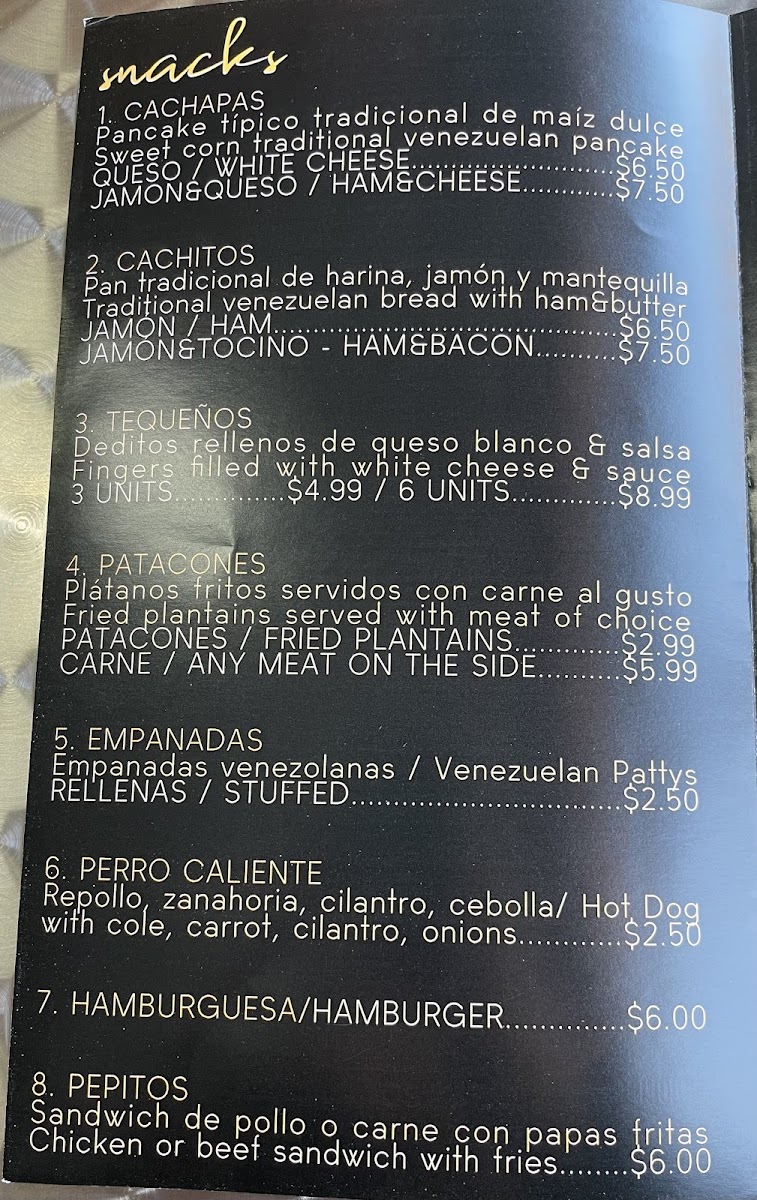 snacks
1. CACHAPAS
Pancake típico tradicional de maíz dulce
Sweet corn traditional venezuelan pancake
QUESO / WHITE CHEESE..........................$6.50
JAMON&QUESO / HAM&CHEESE............$7.50
2. CACHITOS
Pan tradicional de harina, jamón y mantequilla
Traditional venezuelan bread with ham&butter
JAMÓN / HAM............................................$6.50
JAMÓN&TOCINO - HAM&BACON..........$7.50
3. TEQUEÑOS
Deditos rellenos de queso blanco & salsa
Fingers filled with white cheese & sauce
3 UNITS..............$4.99 / 6 UNITS.............$8.99
4. PATACONES
Plátanos fritos servidos con carne al gusto
Fried plantains served with meat of choice
PATACONES / FRIED PLANTAINS.............$2.99
CARNE / ANY MEAT ON THE SIDE..........$5.99
5. EMPANADAS
Empanadas venezolanas / Venezuelan Pattys
RELLENAS / STUFFED.................................$2.50
6. PERRO CALIENTE
Repollo, zanahoria, cilantro, cebolla/ Hot Dog
with cole, carrot, cilantro, onions............$2.50
7. HAMBURGUESA/HAMBURGER..............$6.00
8. PEPITOS
Sandwich de pollo o carne con papas fritas
Chicken or beef sandwich with fries........$6.00